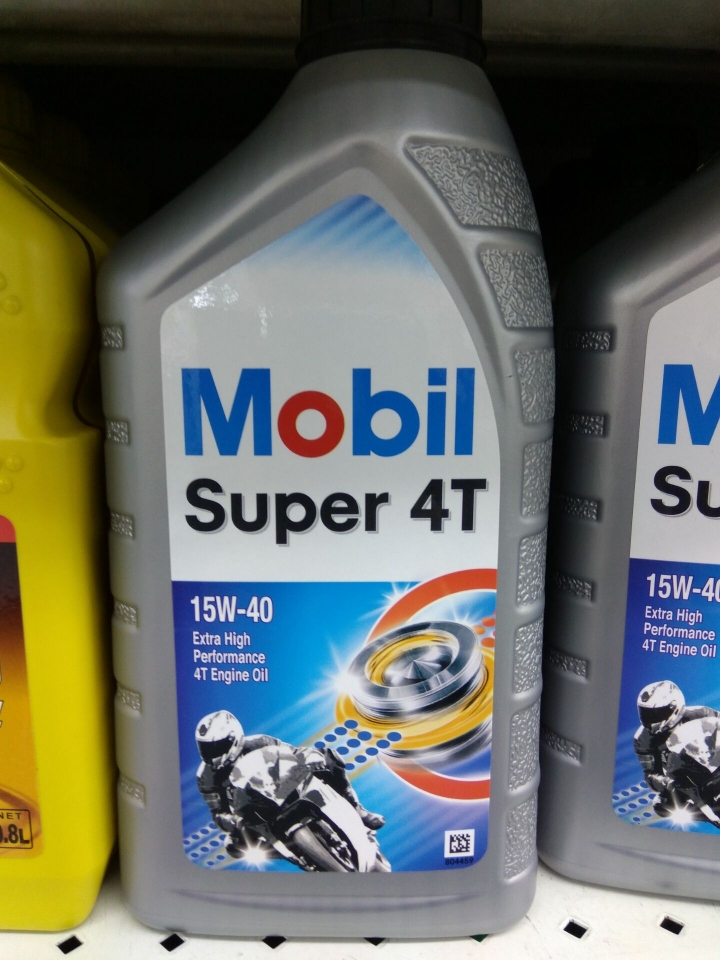 Mobil
Super 4T
15W-40
Extra High
Performance
4T Engine Oil
804459
M
Su
15W-40
Extra High
Performance
4T Engine Oil
NET
0.8L